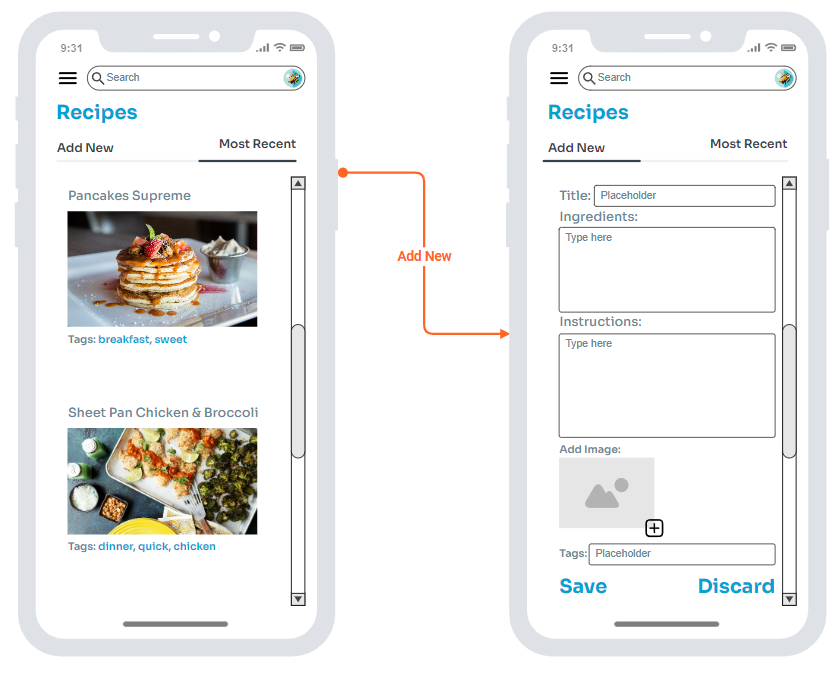 9:31
Search
Recipes
Add New
Most Recent
Pancakes Supreme
Tags: breakfast, sweet
Sheet Pan Chicken & Broccoli
Tags: dinner, quick, chicken
Add New
9:31
Search
Recipes
Add New
Most Recent
Title: Placeholder
Ingredients:
Type here
Instructions:
Type here
Add Image:
Tags: Placeholder
Save Discard